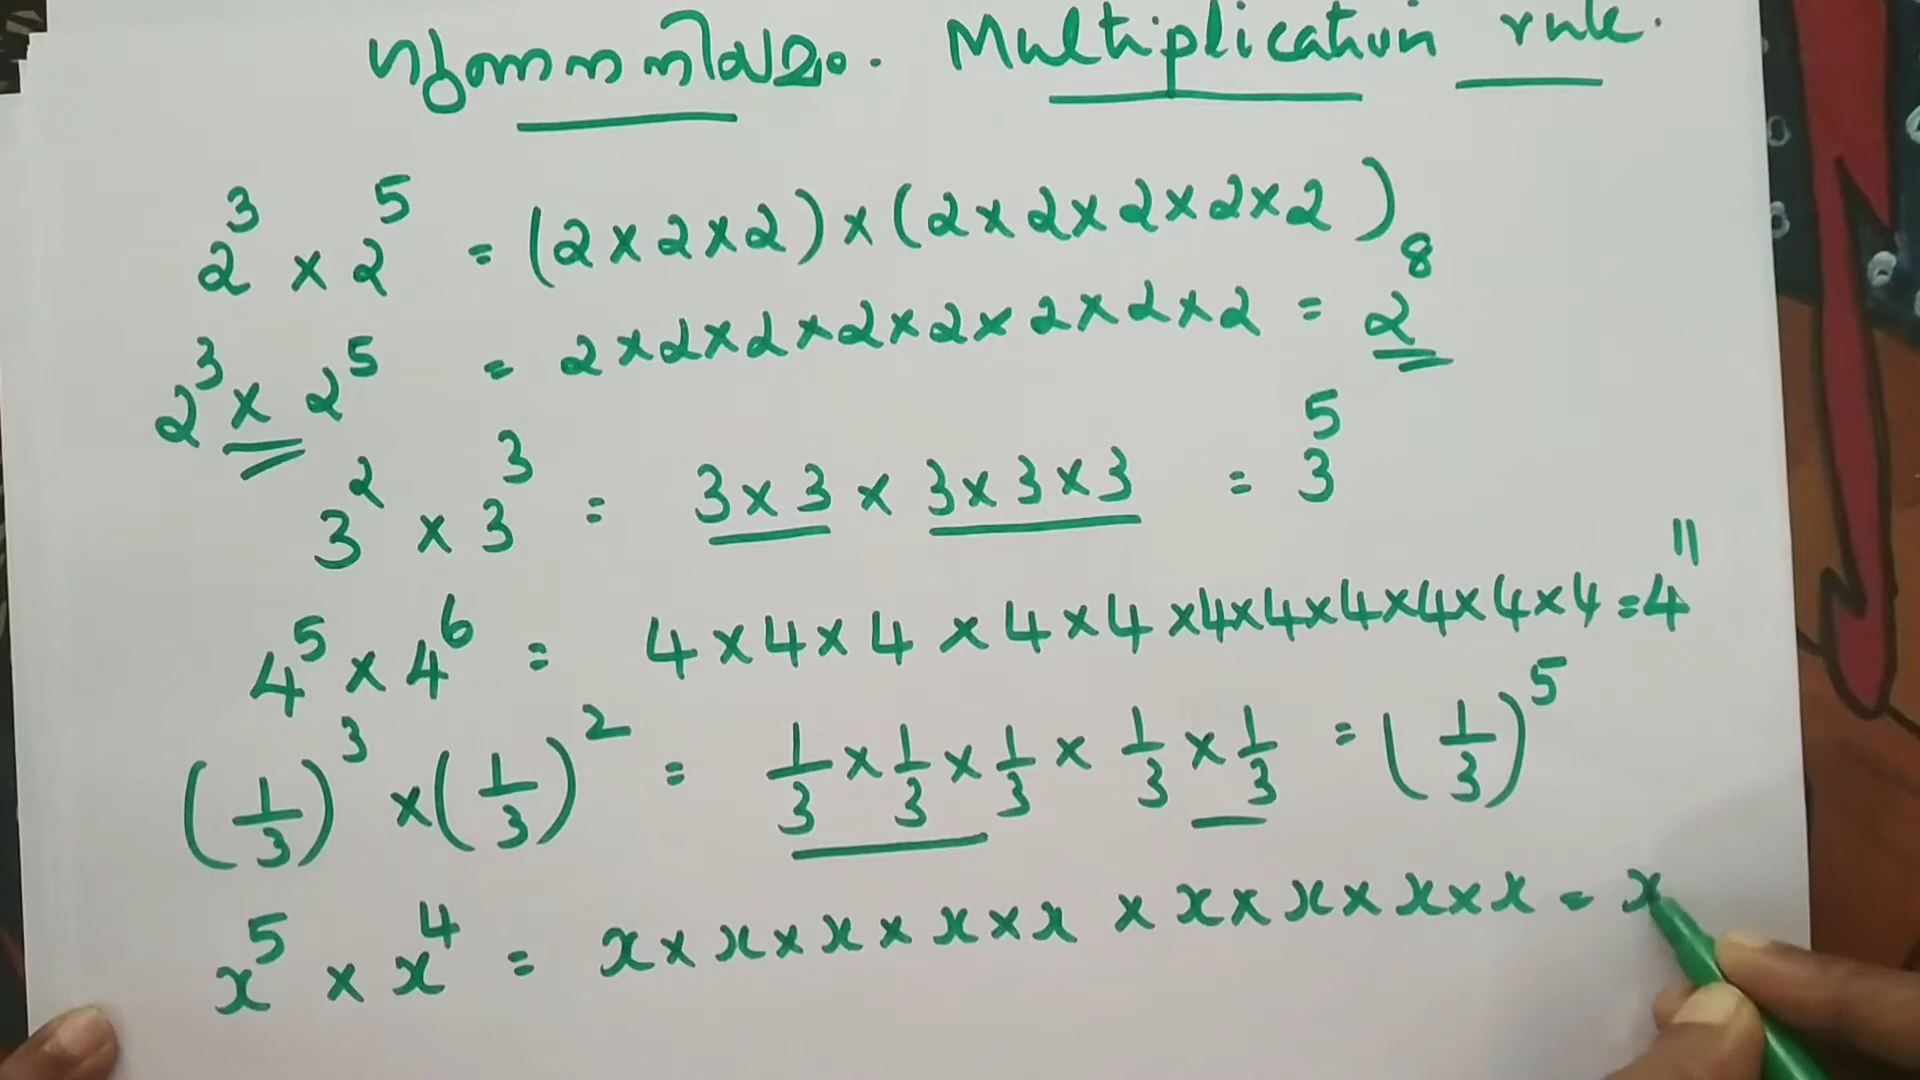 ഗുണനനിയമം. Multiplication rule.
2³ × 2⁵ = (2×2×2)×(2×2×2×2×2)
2³ × 2⁵ = 2×2×2×2×2×2×2×2 = 2⁸
3² × 3³ = 3×3 × 3×3×3 = 3⁵
4⁵ × 4⁶ = 4×4×4 ×4×4 ×4×4×4×4×4×4 =4¹¹
(1/3)³ ×(1/3)² = 1/3×1/3×1/3× 1/3×1/3 = (1/3)⁵
x⁵ × x⁴ = x×x×x×x×x × x×x×x×x = x